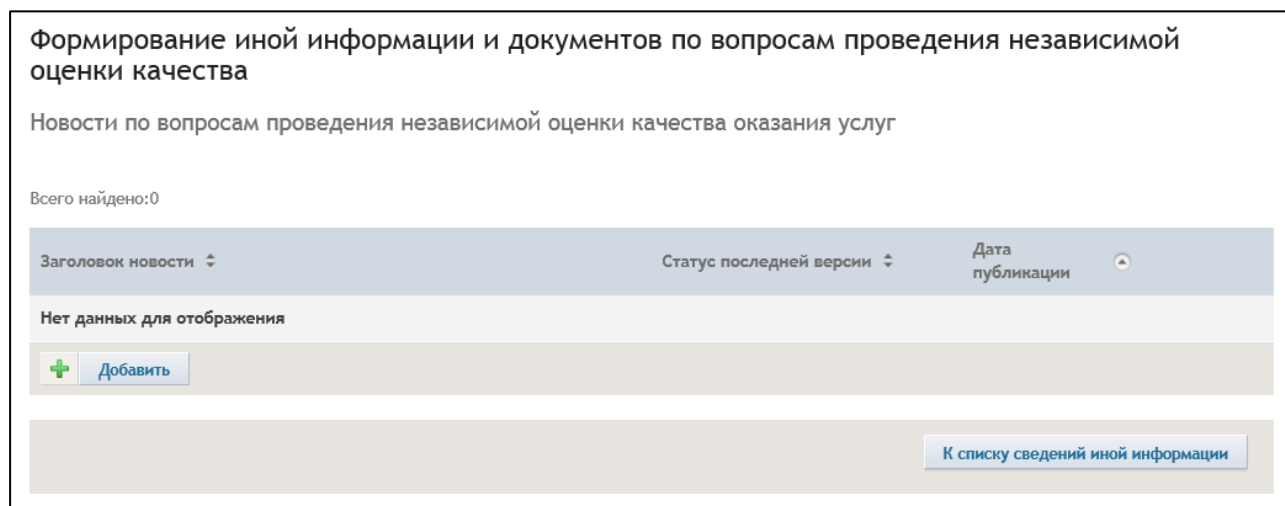 Формирование иной информации и документов по вопросам проведения независимой
оценки качества
Новости по вопросам проведения независимой оценки качества оказания услуг
Всего найдено:0
Заголовок новости Статус последней версии Дата
публикации
Нет данных для отображения
Добавить
К списку сведений иной информации